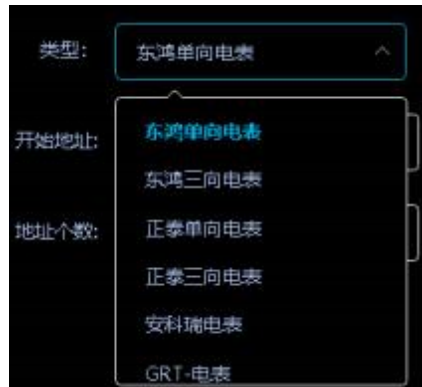 类型: 东鸿单向电表
东鸿单向电表
开始地址:
东鸿三向电表
地址个数: 正泰单向电表
正泰三向电表
安科瑞电表
GRT-电表